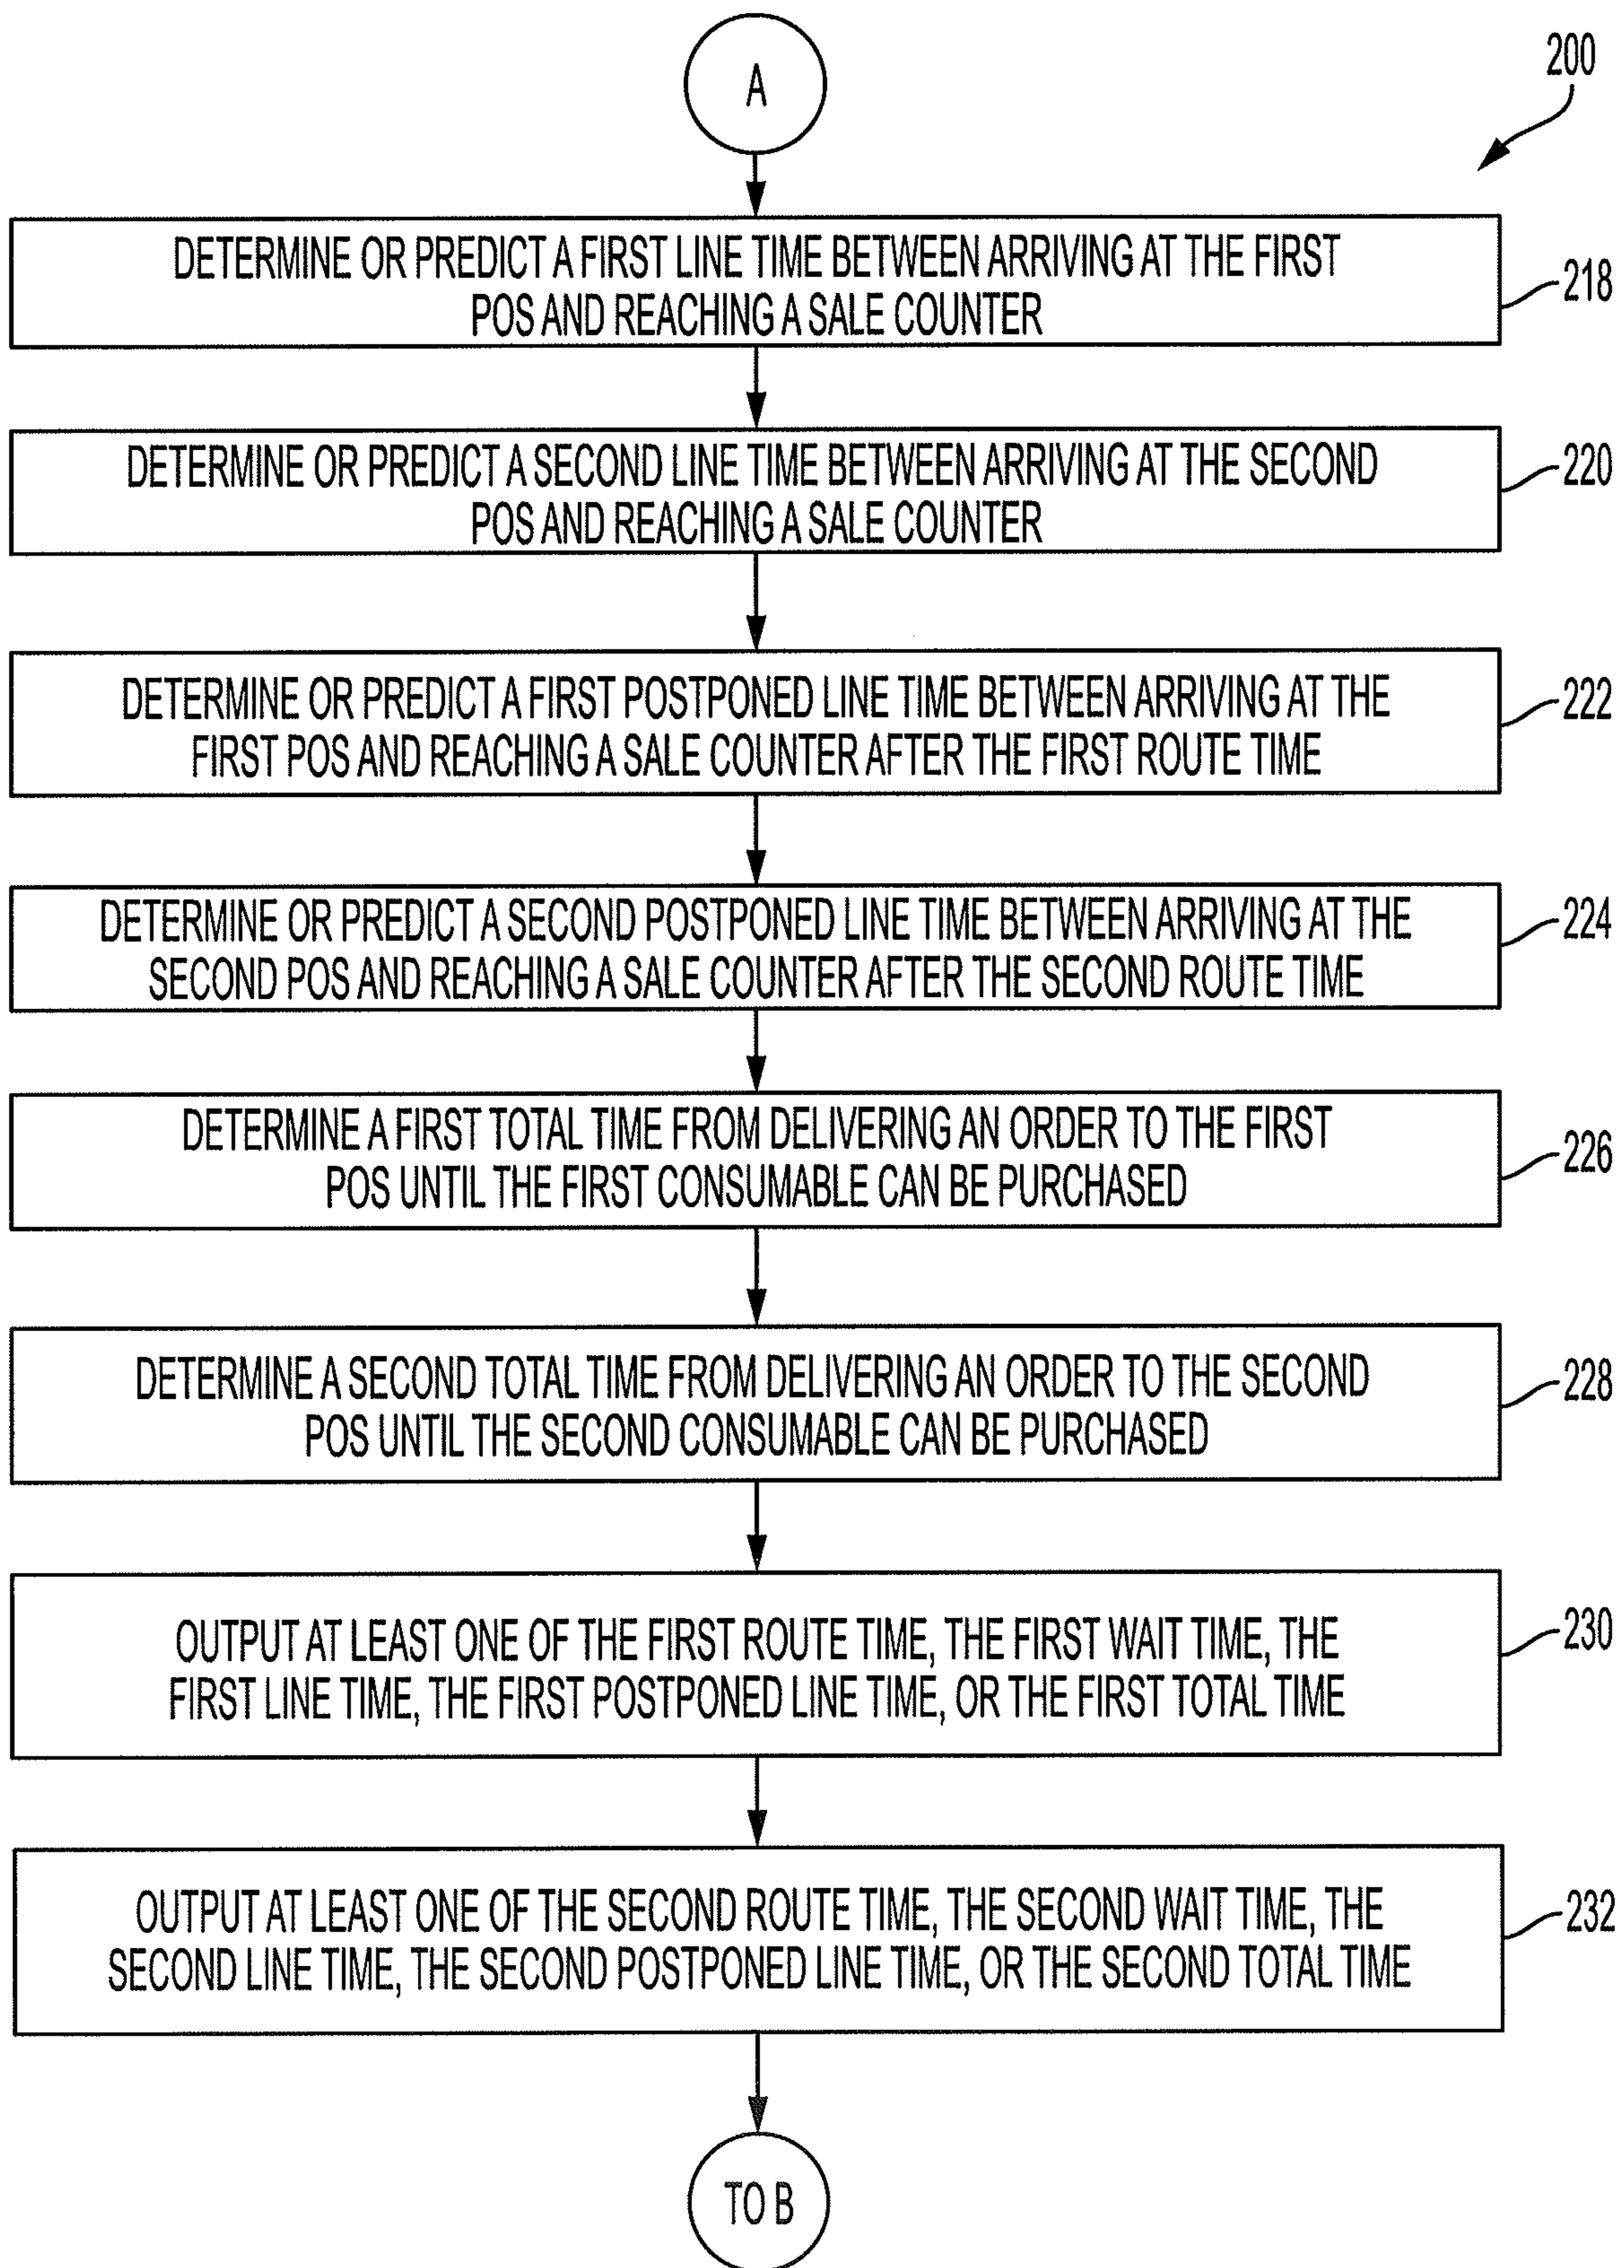 A
200
DETERMINE OR PREDICT A FIRST LINE TIME BETWEEN ARRIVING AT THE FIRST
POS AND REACHING A SALE COUNTER
218
DETERMINE OR PREDICT A SECOND LINE TIME BETWEEN ARRIVING AT THE SECOND
POS AND REACHING A SALE COUNTER
220
DETERMINE OR PREDICT A FIRST POSTPONED LINE TIME BETWEEN ARRIVING AT THE
FIRST POS AND REACHING A SALE COUNTER AFTER THE FIRST ROUTE TIME
222
DETERMINE OR PREDICT A SECOND POSTPONED LINE TIME BETWEEN ARRIVING AT THE
SECOND POS AND REACHING A SALE COUNTER AFTER THE SECOND ROUTE TIME
224
DETERMINE A FIRST TOTAL TIME FROM DELIVERING AN ORDER TO THE FIRST
POS UNTIL THE FIRST CONSUMABLE CAN BE PURCHASED
226
DETERMINE A SECOND TOTAL TIME FROM DELIVERING AN ORDER TO THE SECOND
POS UNTIL THE SECOND CONSUMABLE CAN BE PURCHASED
228
OUTPUT AT LEAST ONE OF THE FIRST ROUTE TIME, THE FIRST WAIT TIME, THE
FIRST LINE TIME, THE FIRST POSTPONED LINE TIME, OR THE FIRST TOTAL TIME
230
OUTPUT AT LEAST ONE OF THE SECOND ROUTE TIME, THE SECOND WAIT TIME, THE
SECOND LINE TIME, THE SECOND POSTPONED LINE TIME, OR THE SECOND TOTAL TIME
232
TO B